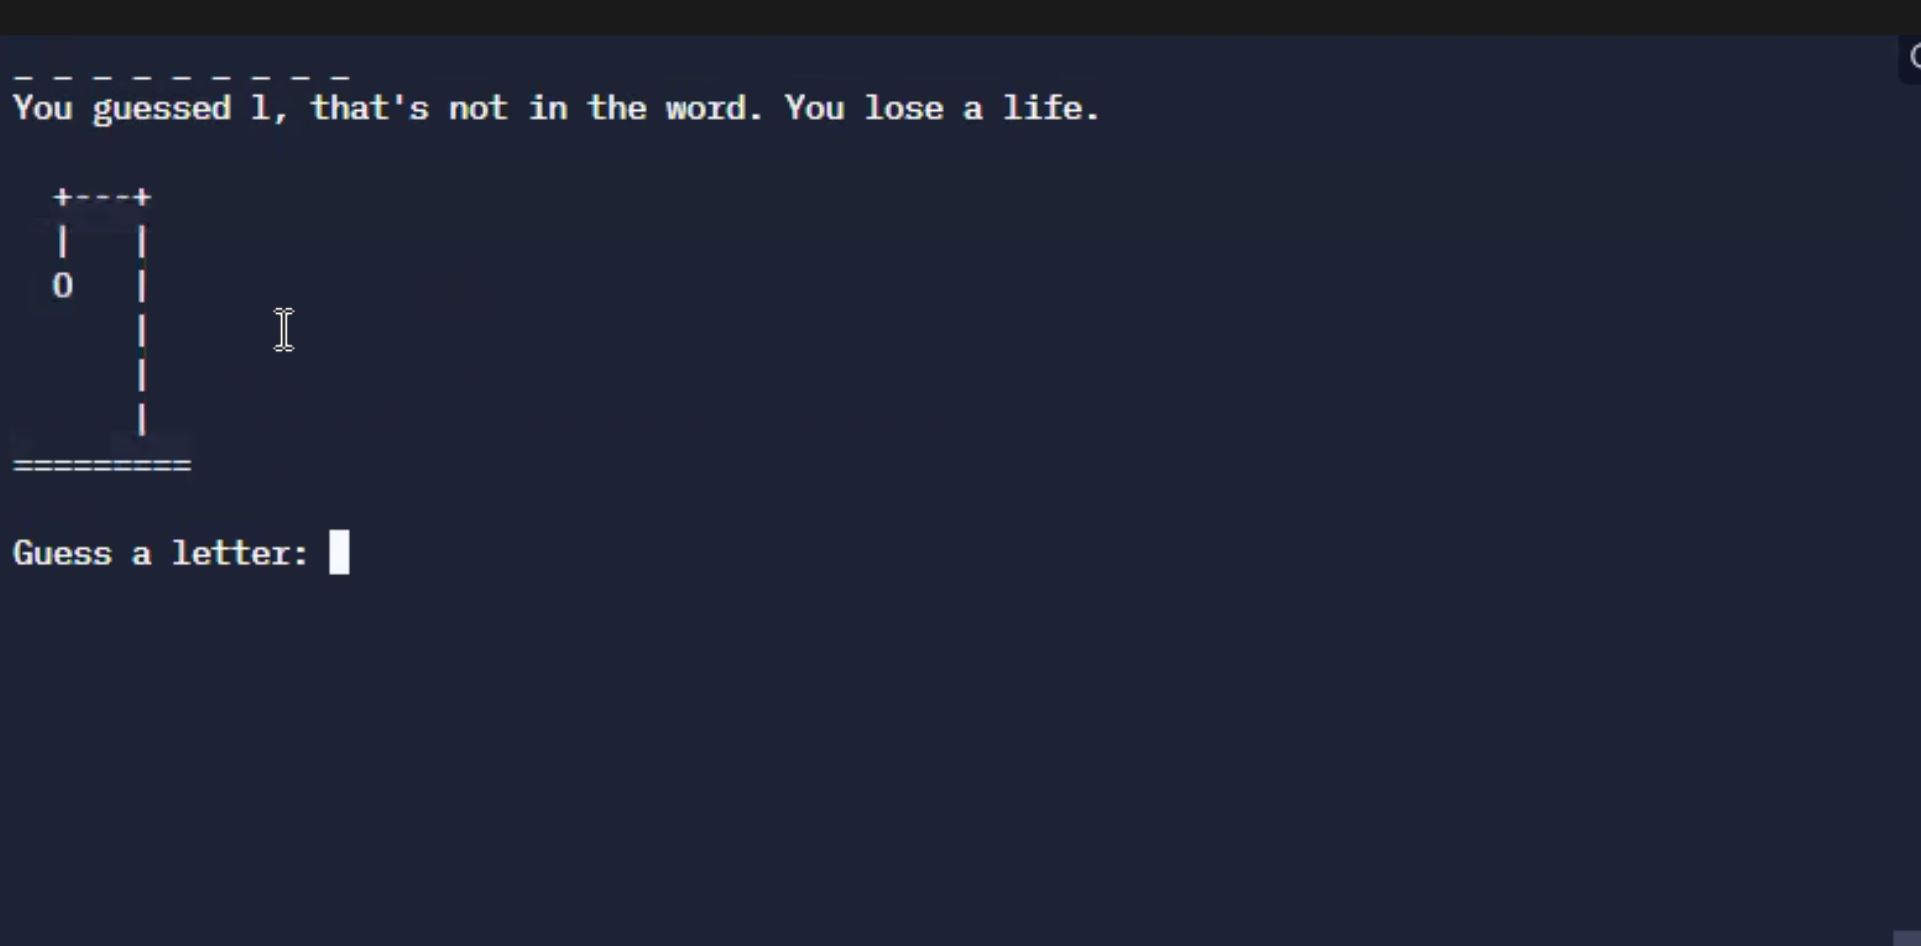 _ _ _ _ _ _ _ _ _
You guessed l, that's not in the word. You lose a life.
  +---+
  |   |
  O   |
      |
      |
      |
=========
Guess a letter: